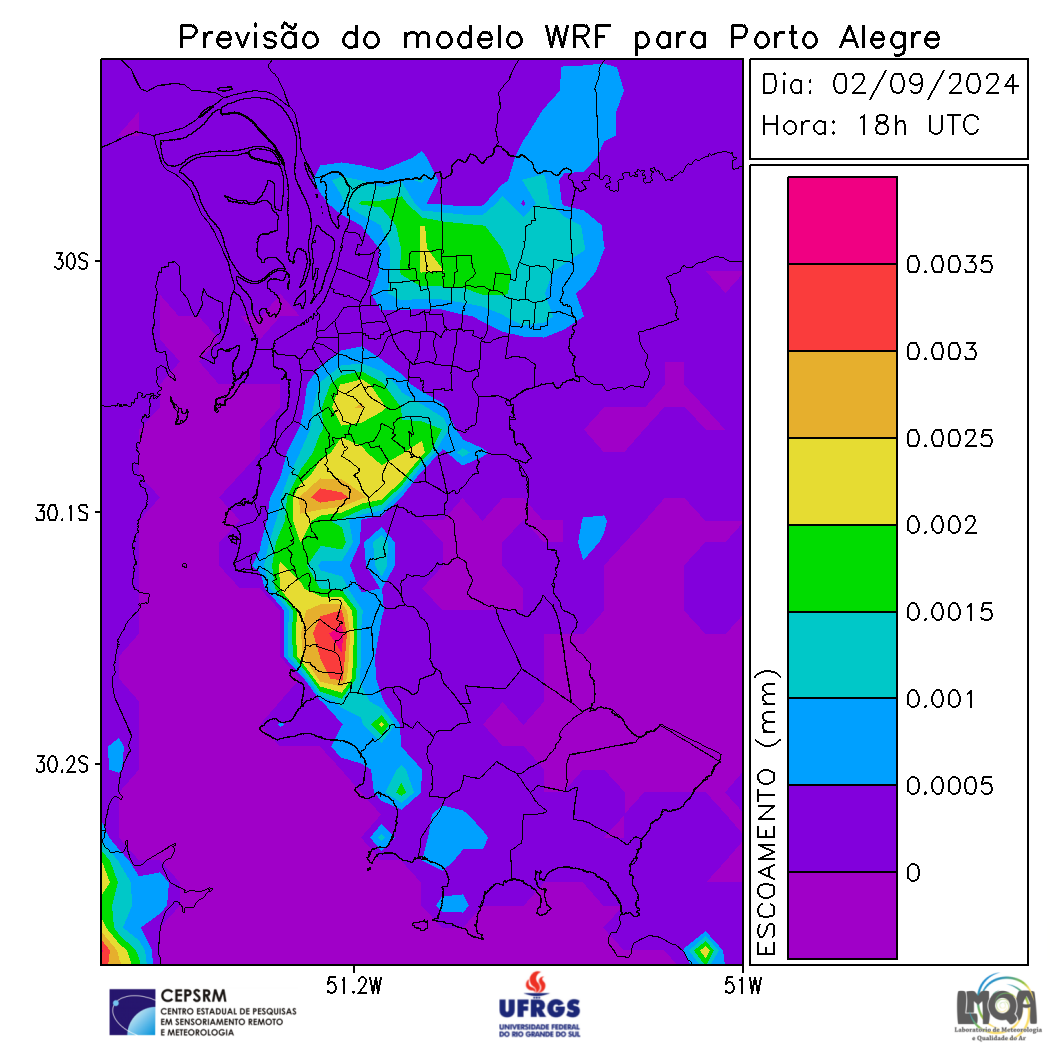 Previsão do modelo WRF para Porto Alegre
Dia: 02/09/2024
Hora: 18h UTC
30S
30.1S
30.2S
51.2W
51W
ESCOAMENTO (mm)
0.0035
0.003
0.0025
0.002
0.0015
0.001
0.0005
0
CEPSRM
CENTRO ESTADUAL DE PESQUISAS
EM SENSORIAMENTO REMOTO
E METEOROLOGIA
UFRGS
UNIVERSIDADE FEDERAL
DO RIO GRANDE DO SUL
LMQA
Laboratório de Meteorologia
e Qualidade do Ar